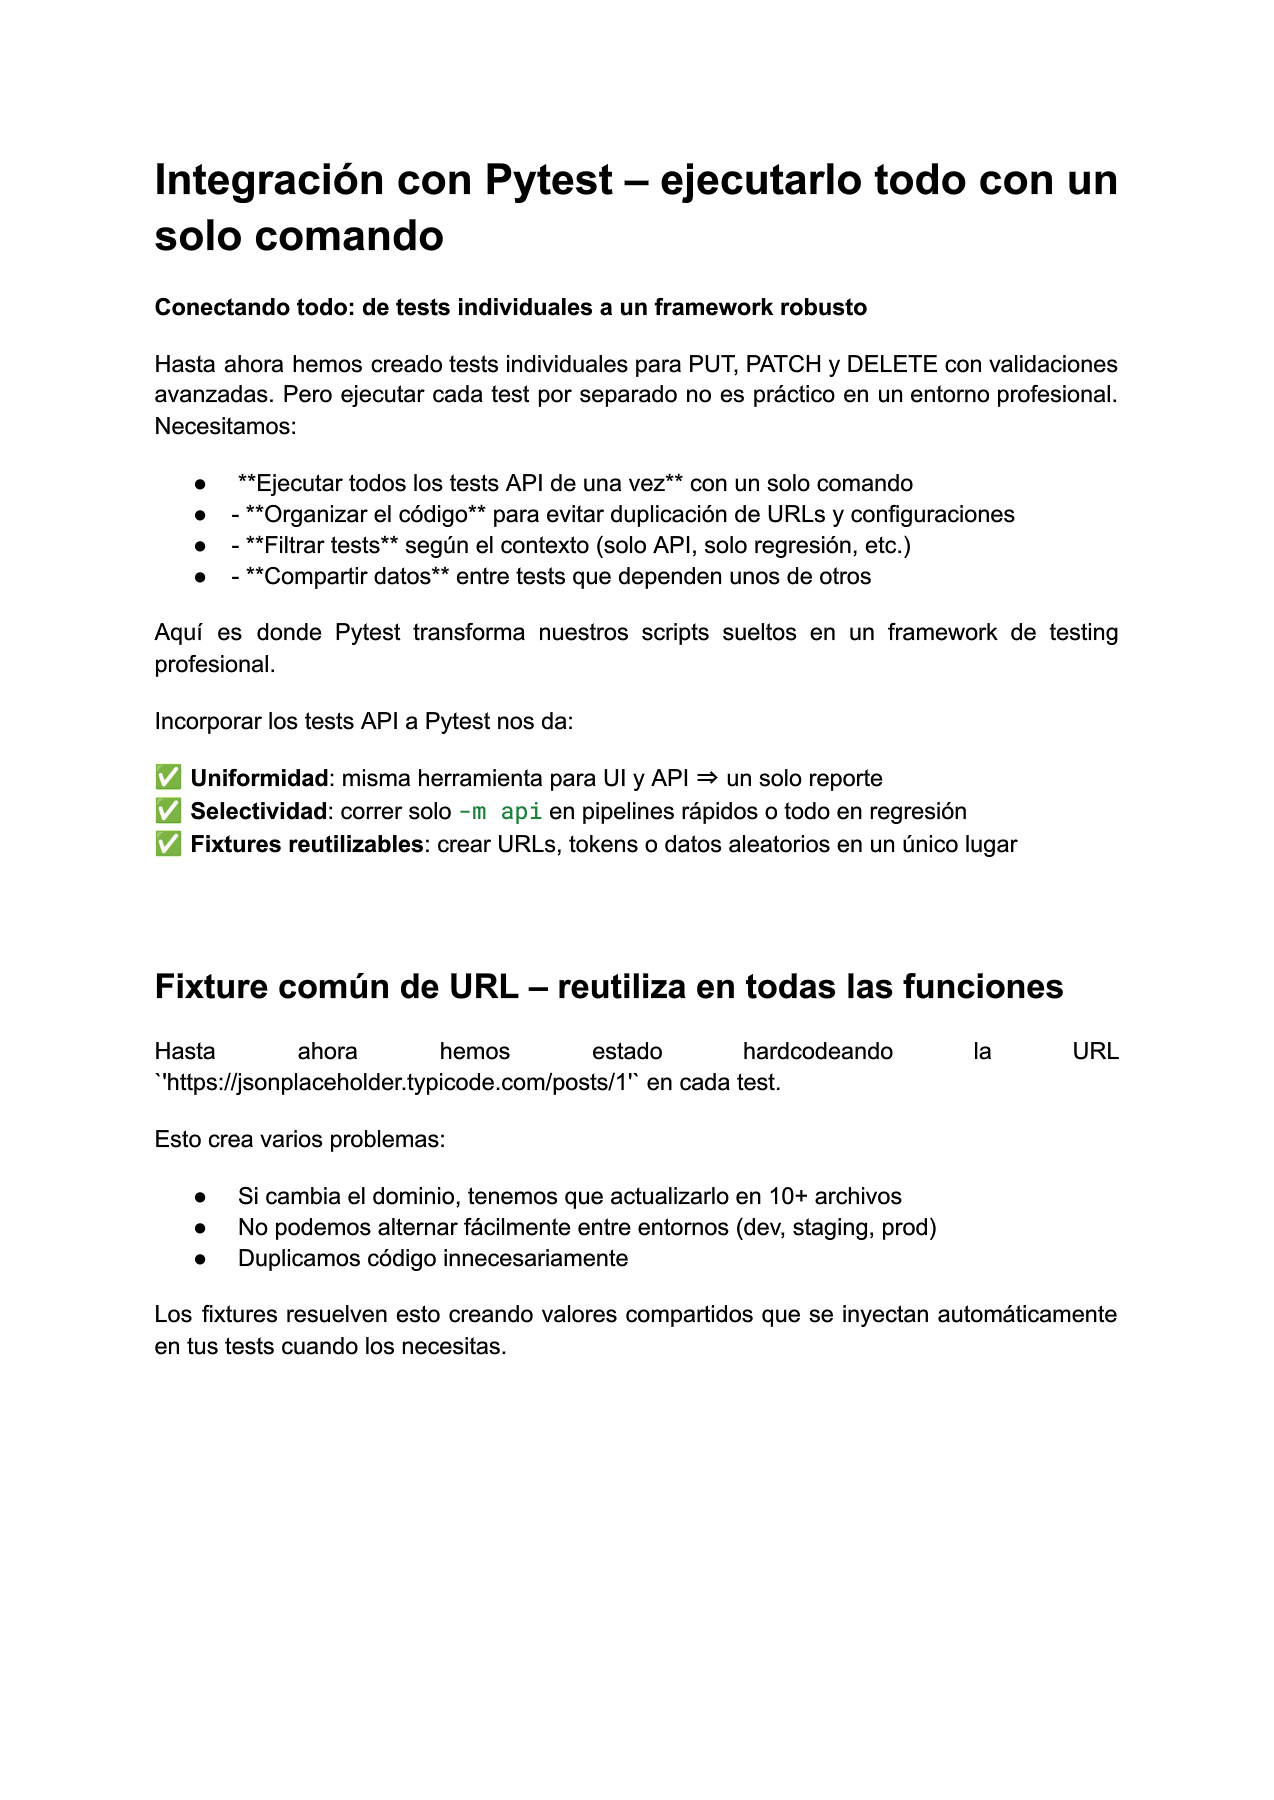 Integración con Pytest – ejecutarlo todo con un
solo comando
Conectando todo: de tests individuales a un framework robusto
Hasta ahora hemos creado tests individuales para PUT, PATCH y DELETE con validaciones
avanzadas. Pero ejecutar cada test por separado no es práctico en un entorno profesional.
Necesitamos:
● **Ejecutar todos los tests API de una vez** con un solo comando
● - **Organizar el código** para evitar duplicación de URLs y configuraciones
● - **Filtrar tests** según el contexto (solo API, solo regresión, etc.)
● - **Compartir datos** entre tests que dependen unos de otros
Aquí es donde Pytest transforma nuestros scripts sueltos en un framework de testing
profesional.
Incorporar los tests API a Pytest nos da:
✅ Uniformidad: misma herramienta para UI y API ⇒ un solo reporte
✅ Selectividad: correr solo -m api en pipelines rápidos o todo en regresión
✅ Fixtures reutilizables: crear URLs, tokens o datos aleatorios en un único lugar
Fixture común de URL – reutiliza en todas las funciones
Hasta ahora hemos estado hardcodeando la URL
`'https://jsonplaceholder.typicode.com/posts/1'` en cada test.
Esto crea varios problemas:
● Si cambia el dominio, tenemos que actualizarlo en 10+ archivos
● No podemos alternar fácilmente entre entornos (dev, staging, prod)
● Duplicamos código innecesariamente
Los fixtures resuelven esto creando valores compartidos que se inyectan automáticamente
en tus tests cuando los necesitas.